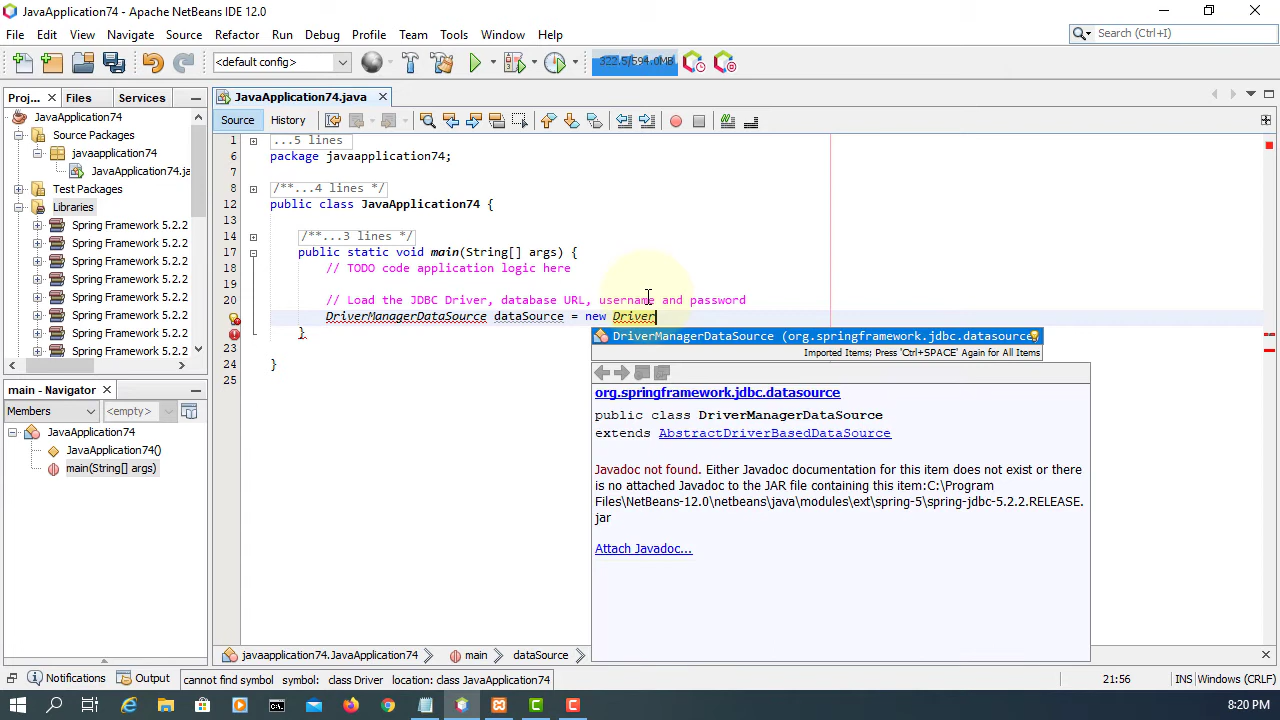 JavaApplication74 - Apache NetBeans IDE 12.0
File Edit View Navigate Source Refactor Run Debug Profile Team Tools Window Help
Search (Ctrl+I)
<default config>
322.5/594.0MB
Proj... Files Services
JavaApplication74
Source Packages
javaapplication74
JavaApplication74.ja
Test Packages
Libraries
Spring Framework 5.2.2
Spring Framework 5.2.2
Spring Framework 5.2.2
Spring Framework 5.2.2
Spring Framework 5.2.2
Spring Framework 5.2.2
Spring Framework 5.2.2
Spring Framework 5.2.2
main - Navigator
Members
<empty>
JavaApplication74
JavaApplication74()
main(String[] args)
JavaApplication74.java
Source History
1 ...5 lines
6 package javaapplication74;
7
8 /**...4 lines */
12 public class JavaApplication74 {
13
14 /**...3 lines */
17 public static void main(String[] args) {
18 // TODO code application logic here
19
20 // Load the JDBC Driver, database URL, username and password
DriverManagerDataSource dataSource = new Driver
}
23
24 }
25
DriverManagerDataSource (org.springframework.jdbc.datasource
Imported Items; Press 'Ctrl+SPACE' Again for All Items
org.springframework.jdbc.datasource
public class DriverManagerDataSource
extends AbstractDriverBasedDataSource
Javadoc not found. Either Javadoc documentation for this item does not exist or there
is no attached Javadoc to the JAR file containing this item:C:\Program
Files\NetBeans-12.0\netbeans\java\modules\ext\spring-5\spring-jdbc-5.2.2.RELEASE.
jar
Attach Javadoc...
javaapplication74.JavaApplication74 main dataSource
Notifications Output cannot find symbol symbol: class Driver location: class JavaApplication74 21:56 INS Windows (CRLF)
8:20 PM